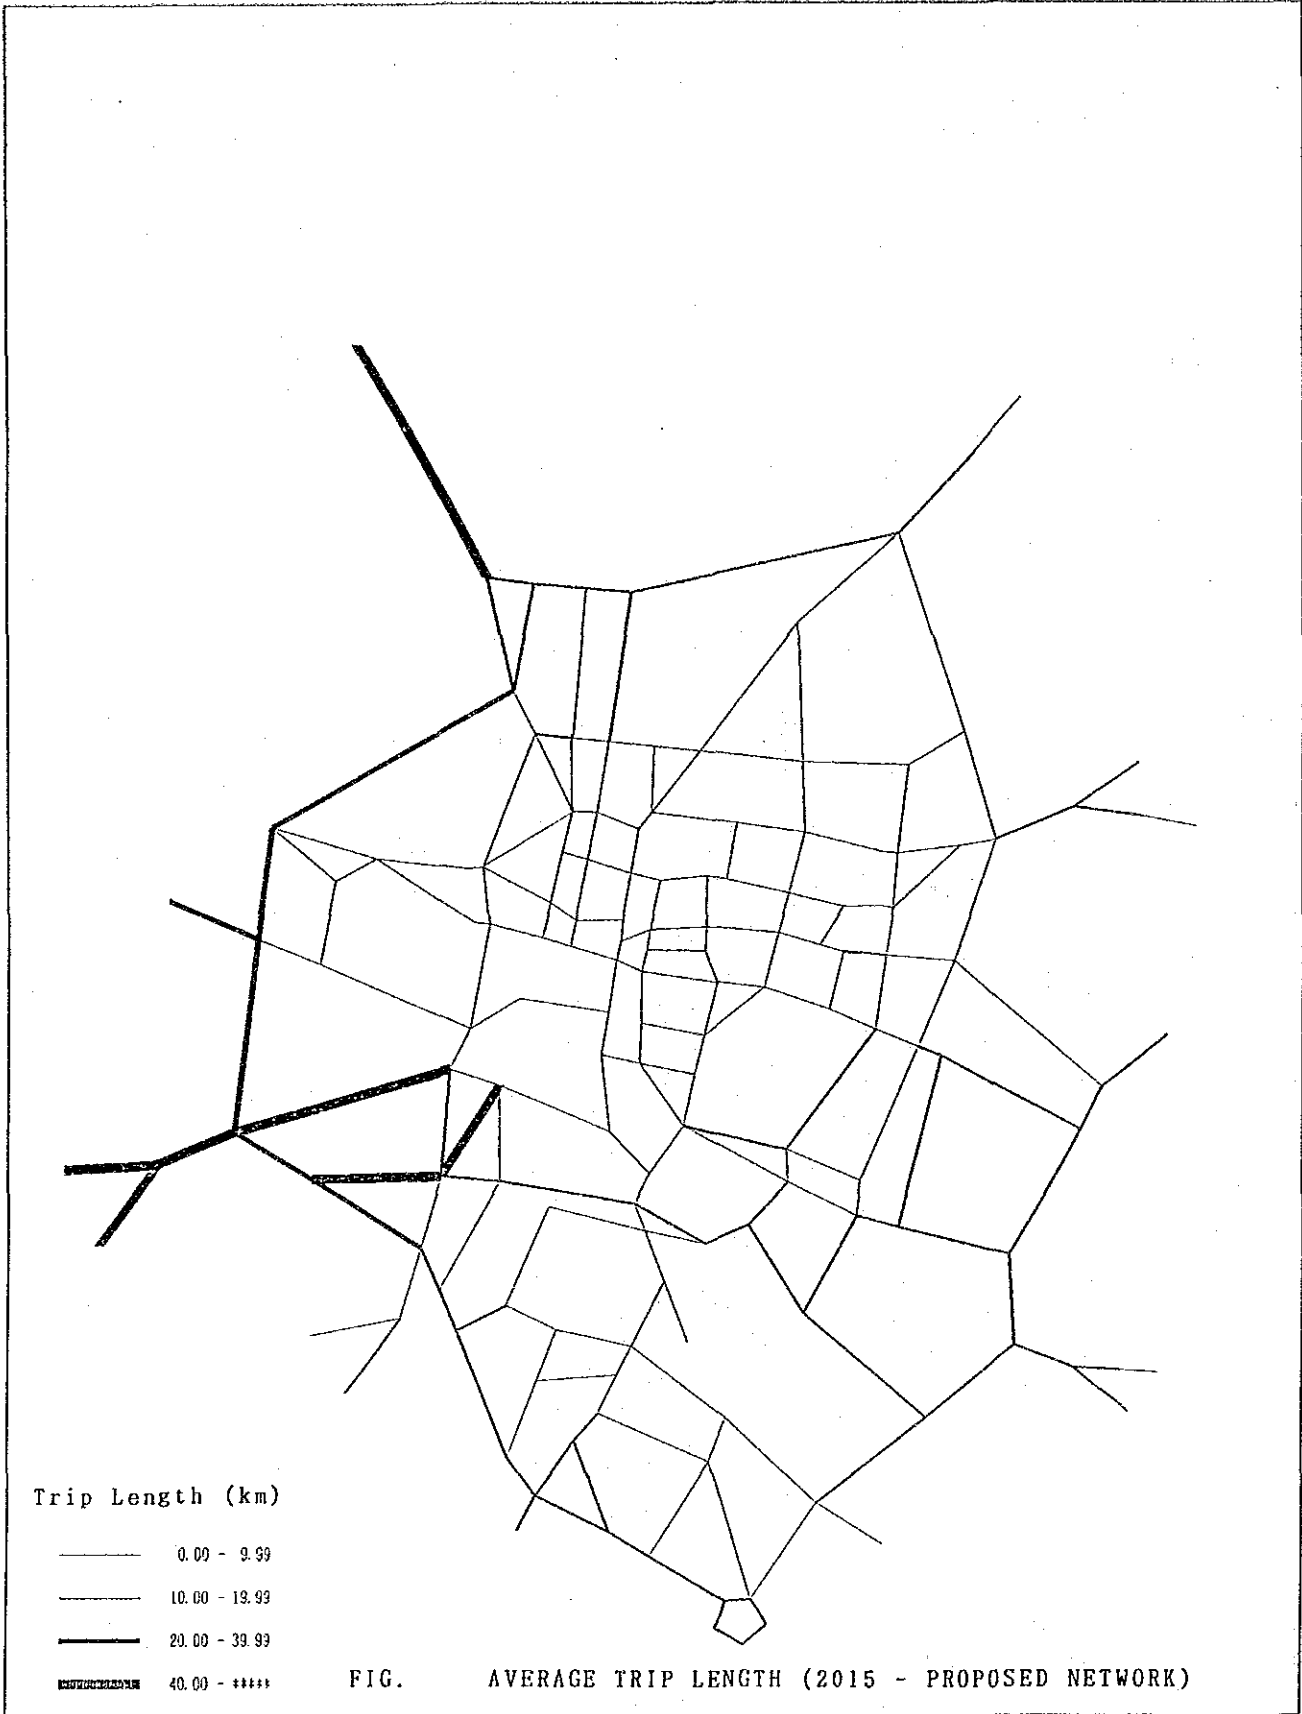 Trip Length (km)
0.00 - 9.99
10.00 - 19.99
20.00 - 39.99
40.00 - *****
FIG. AVERAGE TRIP LENGTH (2015 - PROPOSED NETWORK)